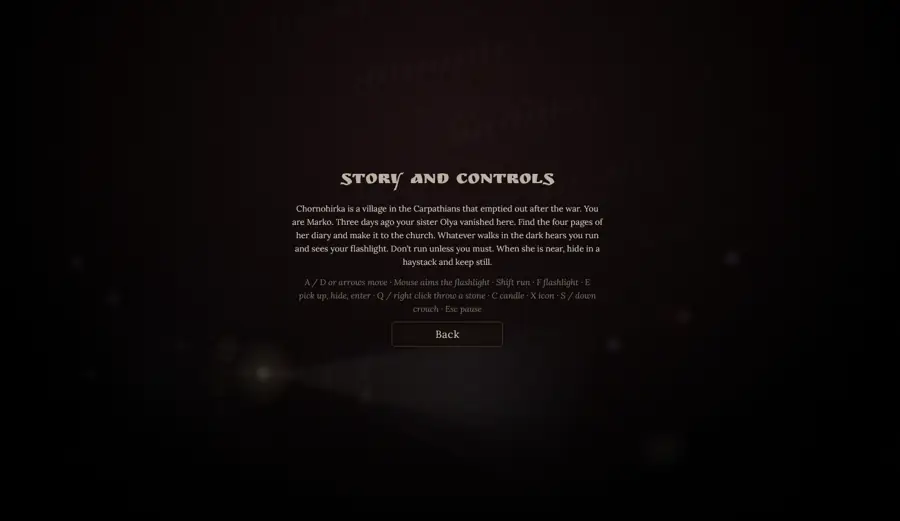 STORY AND CONTROLS
Chornohirka is a village in the Carpathians that emptied out after the war. You
are Marko. Three days ago your sister Olya vanished here. Find the four pages of
her diary and make it to the church. Whatever walks in the dark hears you run
and sees your flashlight. Don't run unless you must. When she is near, hide in a
haystack and keep still.
A / D or arrows move · Mouse aims the flashlight · Shift run · F flashlight · E
pick up, hide, enter · Q / right click throw a stone · C candle · X icon · S / down
crouch · Esc pause
Back